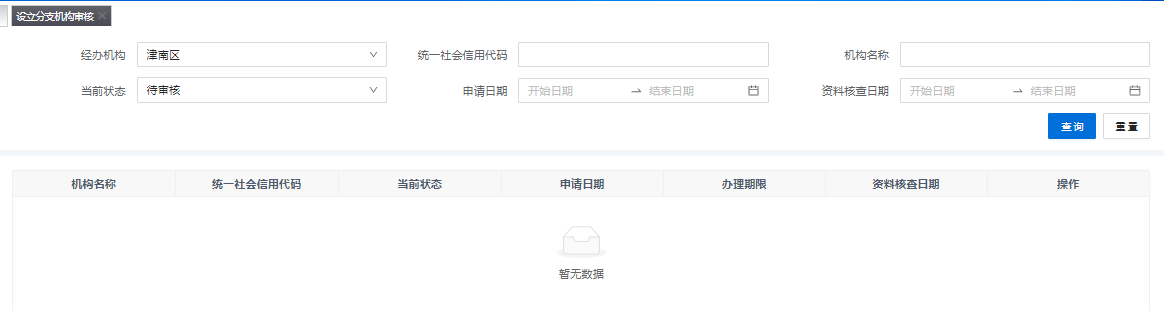 设立分支机构审核
经办机构 津南区 统一社会信用代码 机构名称
当前状态 待审核 申请日期 开始日期 结束日期 资料核查日期 开始日期 结束日期
查询 重置
机构名称 统一社会信用代码 当前状态 申请日期 办理期限 资料核查日期 操作
暂无数据